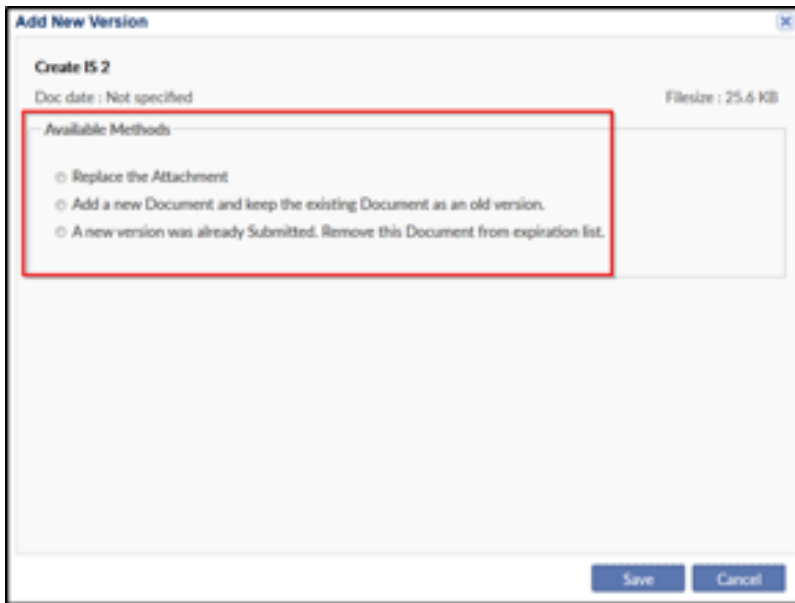 Add New Version
Create IS 2
Doc date : Not specified
Filesize : 25.6 KB
Available Methods
Replace the Attachment
Add a new Document and keep the existing Document as an old version.
A new version was already Submitted. Remove this Document from expiration list.
Save
Cancel